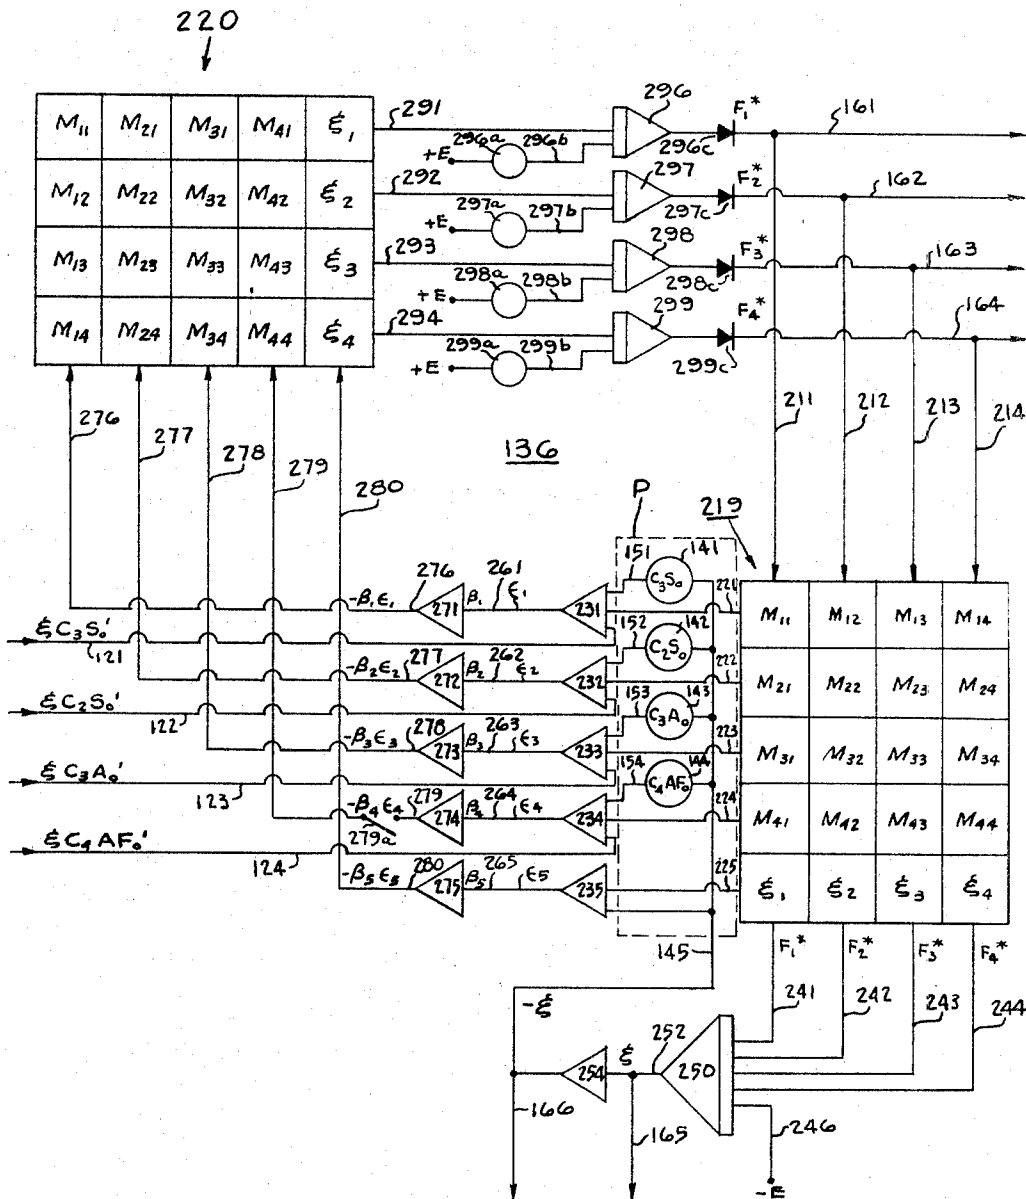 220
M11 M21 M31 M41 ξ1
M12 M22 M32 M42 ξ2
M13 M23 M33 M43 ξ3
M14 M24 M34 M44 ξ4
291
292
293
294
+E 296a 296b
+E 297a 297b
+E 298a 298b
+E 299a 299b
296
297
298
299
296c
297c
298c
299c
F1*
F2*
F3*
F4*
161
162
163
164
211
212
213
214
276
277
278
279
280
136
P
219
151 141 C3S0 221
152 142 C2S0 222
153 143 C3A0 223
154 144 C4AF0 224
225
-β1ε1 276 271 β1 261 ε1 231
ξC3S0'
121
-β2ε2 277 272 β2 262 ε2 232
ξC2S0'
122
-β3ε3 278 273 β3 263 ε3 233
ξC3A0'
123
-β4ε4 279 274 β4 264 ε4 234
279a
ξC4AF0'
124
-β5ε5 280 275 β5 265 ε5 235
M11 M12 M13 M14
M21 M22 M23 M24
M31 M32 M33 M34
M41 M42 M43 M44
ξ1 ξ2 ξ3 ξ4
145
F1* F2* F3* F4*
241 242 243 244
-ξ
254
ξ
252
250
166
165
246
-E